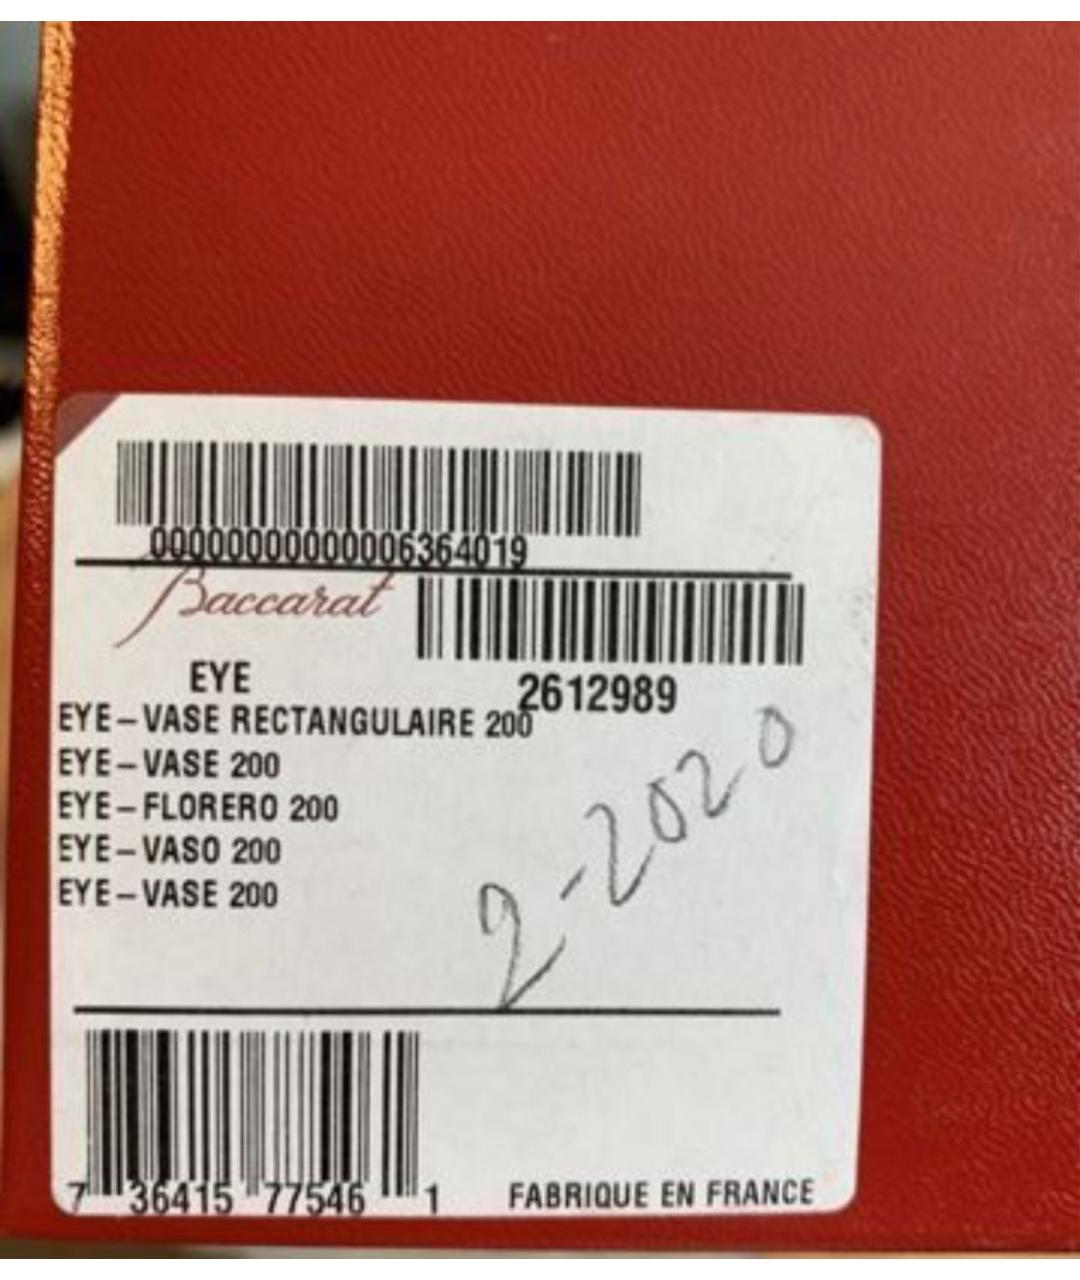 00000000000006364019
Baccarat
EYE
2612989
EYE-VASE RECTANGULAIRE 200
EYE-VASE 200
EYE-FLORERO 200
EYE-VASO 200
EYE-VASE 200
2-2020
7 36415 77546 1
FABRIQUE EN FRANCE